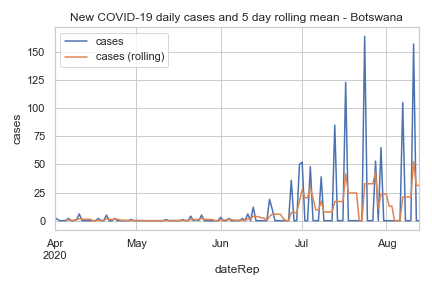 New COVID-19 daily cases and 5 day rolling mean - Botswana
cases
cases (rolling)
150
125
100
75
50
25
0
cases
Apr
2020
May
Jun
Jul
Aug
dateRep